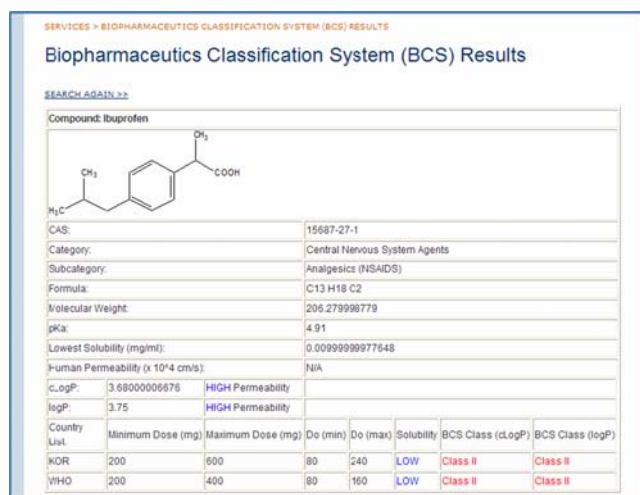 SERVICES > BIOPHARMACEUTICS CLASSIFICATION SYSTEM (BCS) RESULTS
Biopharmaceutics Classification System (BCS) Results
SEARCH AGAIN >>
Compound: Ibuprofen
CH₃
CH₃
COOH
H₃C
CAS: 15687-27-1
Category: Central Nervous System Agents
Subcategory: Analgesics (NSAIDS)
Formula: C13 H18 C2
Molecular Weight: 206.279998779
pKa: 4.91
Lowest Solubility (mg/ml): 0.00999999977648
Human Permeability (x 10^4 cm/s): N/A
cLogP: 3.68000006676 HIGH Permeability
logP: 3.75 HIGH Permeability
Country List Minimum Dose (mg) Maximum Dose (mg) Do (min) Do (max) Solubility BCS Class (cLogP) BCS Class (logP)
KOR 200 600 80 240 LOW Class II Class II
WHO 200 400 80 160 LOW Class II Class II